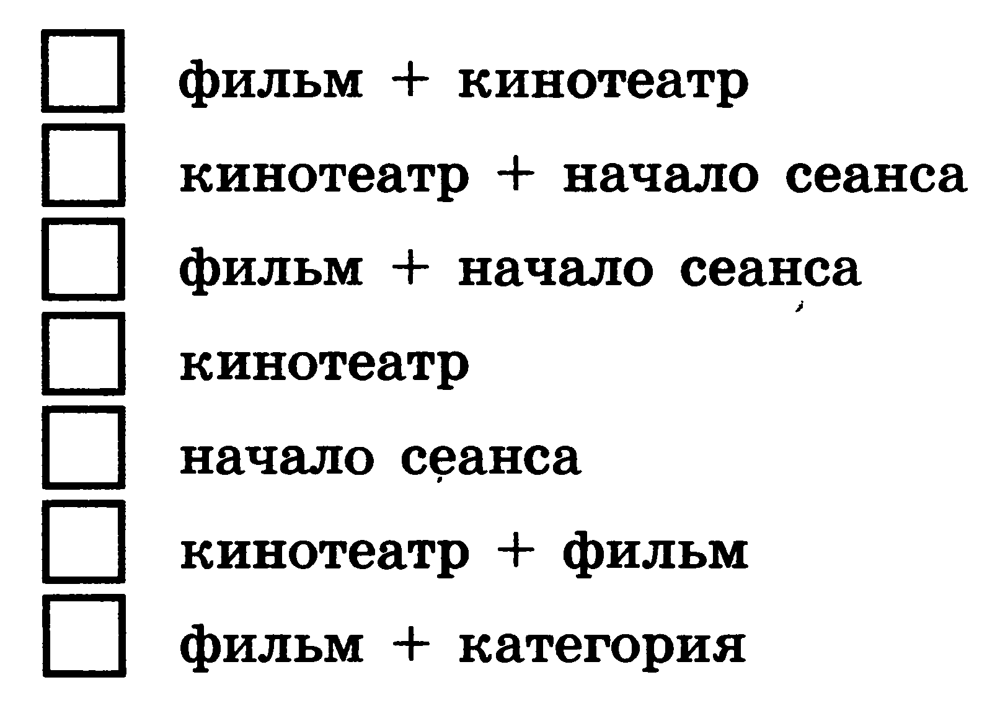 фильм + кинотеатр
кинотеатр + начало сеанса
фильм + начало сеанса
кинотеатр
начало сеанса
кинотеатр + фильм
фильм + категория